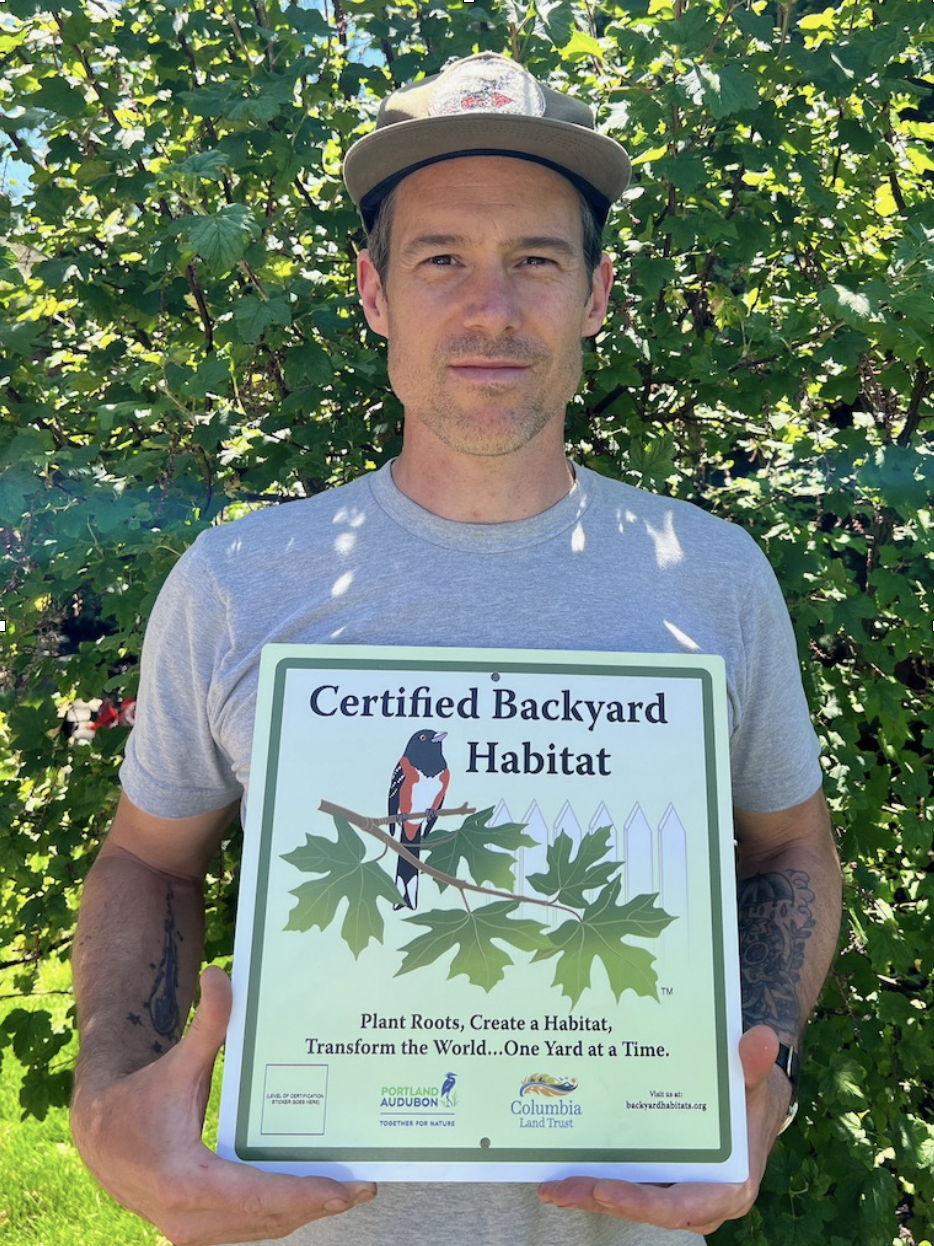 Certified Backyard
Habitat
TM
Plant Roots, Create a Habitat,
Transform the World...One Yard at a Time.
(LEVEL OF CERTIFICATION
STICKER GOES HERE)
PORTLAND
AUDUBON
TOGETHER FOR NATURE
Columbia
Land Trust
Visit us at:
backyardhabitats.org